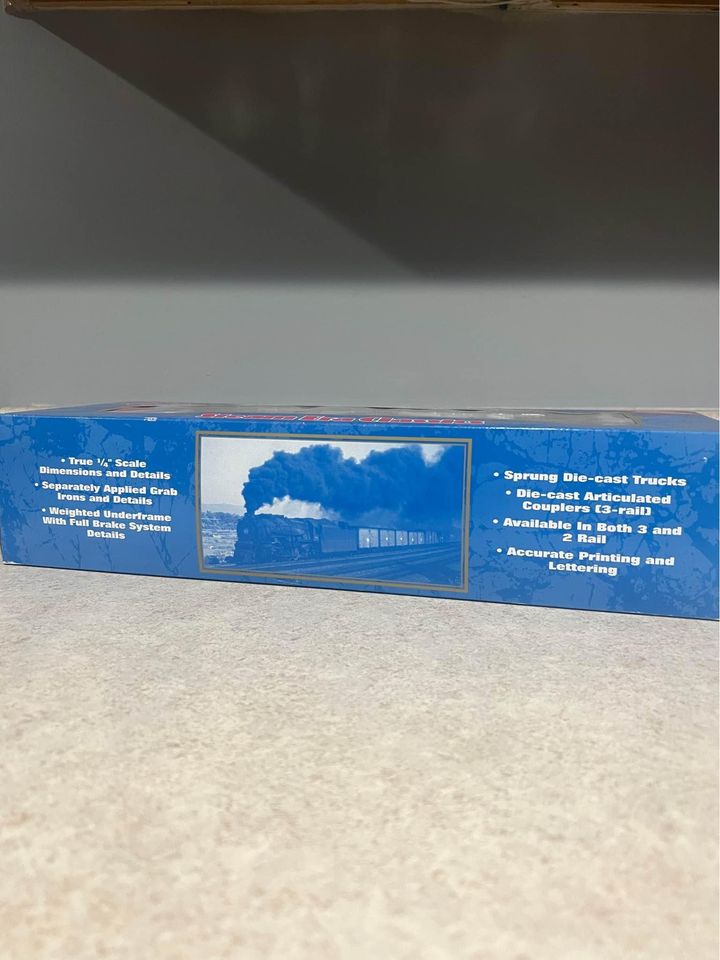 • True 1/4" Scale
Dimensions and Details
• Separately Applied Grab
Irons and Details
• Weighted Underframe
With Full Brake System
Details
• Sprung Die-cast Trucks
• Die-cast Articulated
Couplers (3-rail)
• Available In Both 3 and
2 Rail
• Accurate Printing and
Lettering